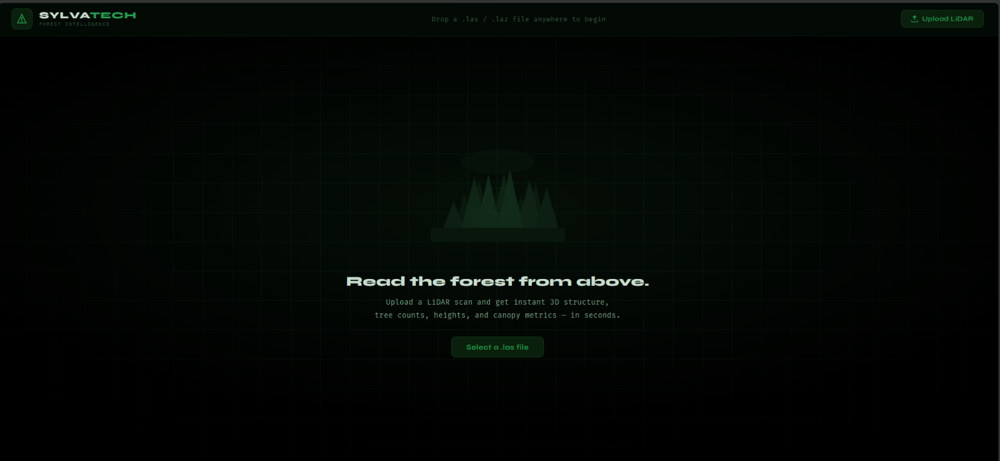 SYLVATECH
FOREST INTELLIGENCE
Drop a .las / .laz file anywhere to begin
Upload LiDAR
Read the forest from above.
Upload a LiDAR scan and get instant 3D structure,
tree counts, heights, and canopy metrics — in seconds.
Select a .las file